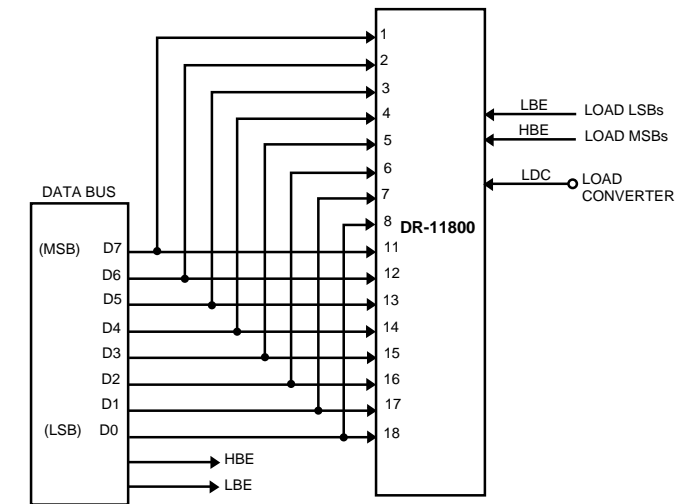 1
2
3
4
5
6
7
8
DR-11800
11
12
13
14
15
16
17
18
LBE
LOAD LSBs
HBE
LOAD MSBs
LDC
LOAD
CONVERTER
DATA BUS
(MSB) D7
D6
D5
D4
D3
D2
D1
(LSB) D0
HBE
LBE